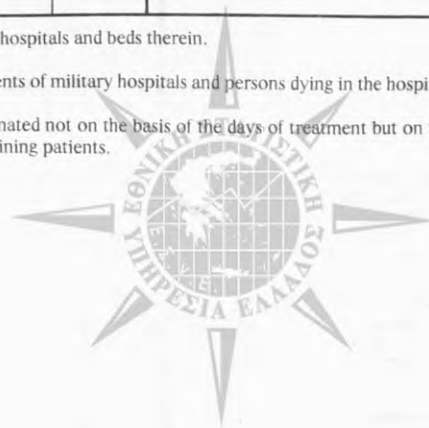 hospitals and beds therein.
ents of military hospitals and persons dying in the hospi
nated not on the basis of the days of treatment but on
ining patients.
ΕΘΝΙΚΗ ΣΤΑΤΙΣΤΙΚΗ
ΥΠΗΡΕΣΙΑ ΕΛΛΑΔΟΣ
Ε.Σ.Υ.Ε.